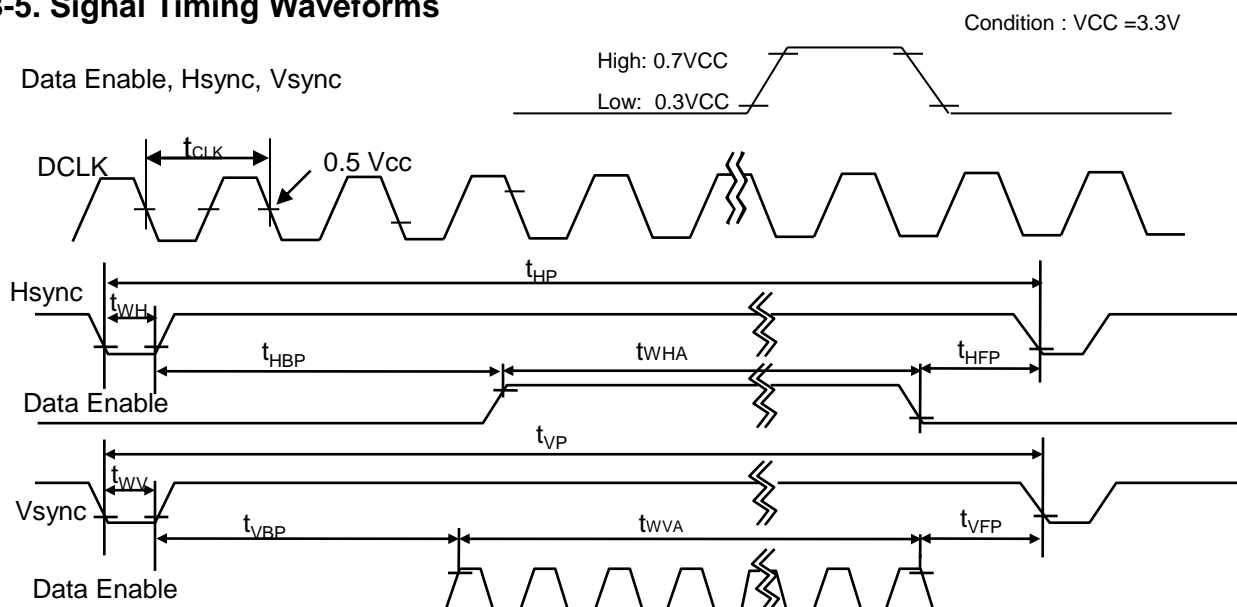 3-5. Signal Timing Waveforms
Condition : VCC =3.3V
High: 0.7VCC
Data Enable, Hsync, Vsync
Low: 0.3VCC
tCLK
0.5 Vcc
DCLK
tHP
Hsync
tWH
tHBP
tWHA
tHFP
Data Enable
tVP
tWV
Vsync
tVBP
tWVA
tVFP
Data Enable